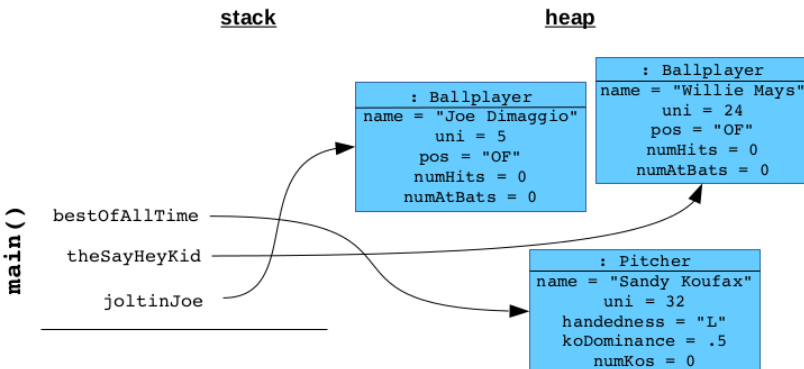 stack
heap
: Ballplayer
name = "Joe Dimaggio"
uni = 5
pos = "OF"
numHits = 0
numAtBats = 0
: Ballplayer
name = "Willie Mays"
uni = 24
pos = "OF"
numHits = 0
numAtBats = 0
main()
bestOfAllTime
theSayHeyKid
joltinJoe
: Pitcher
name = "Sandy Koufax"
uni = 32
handedness = "L"
koDominance = .5
numKos = 0